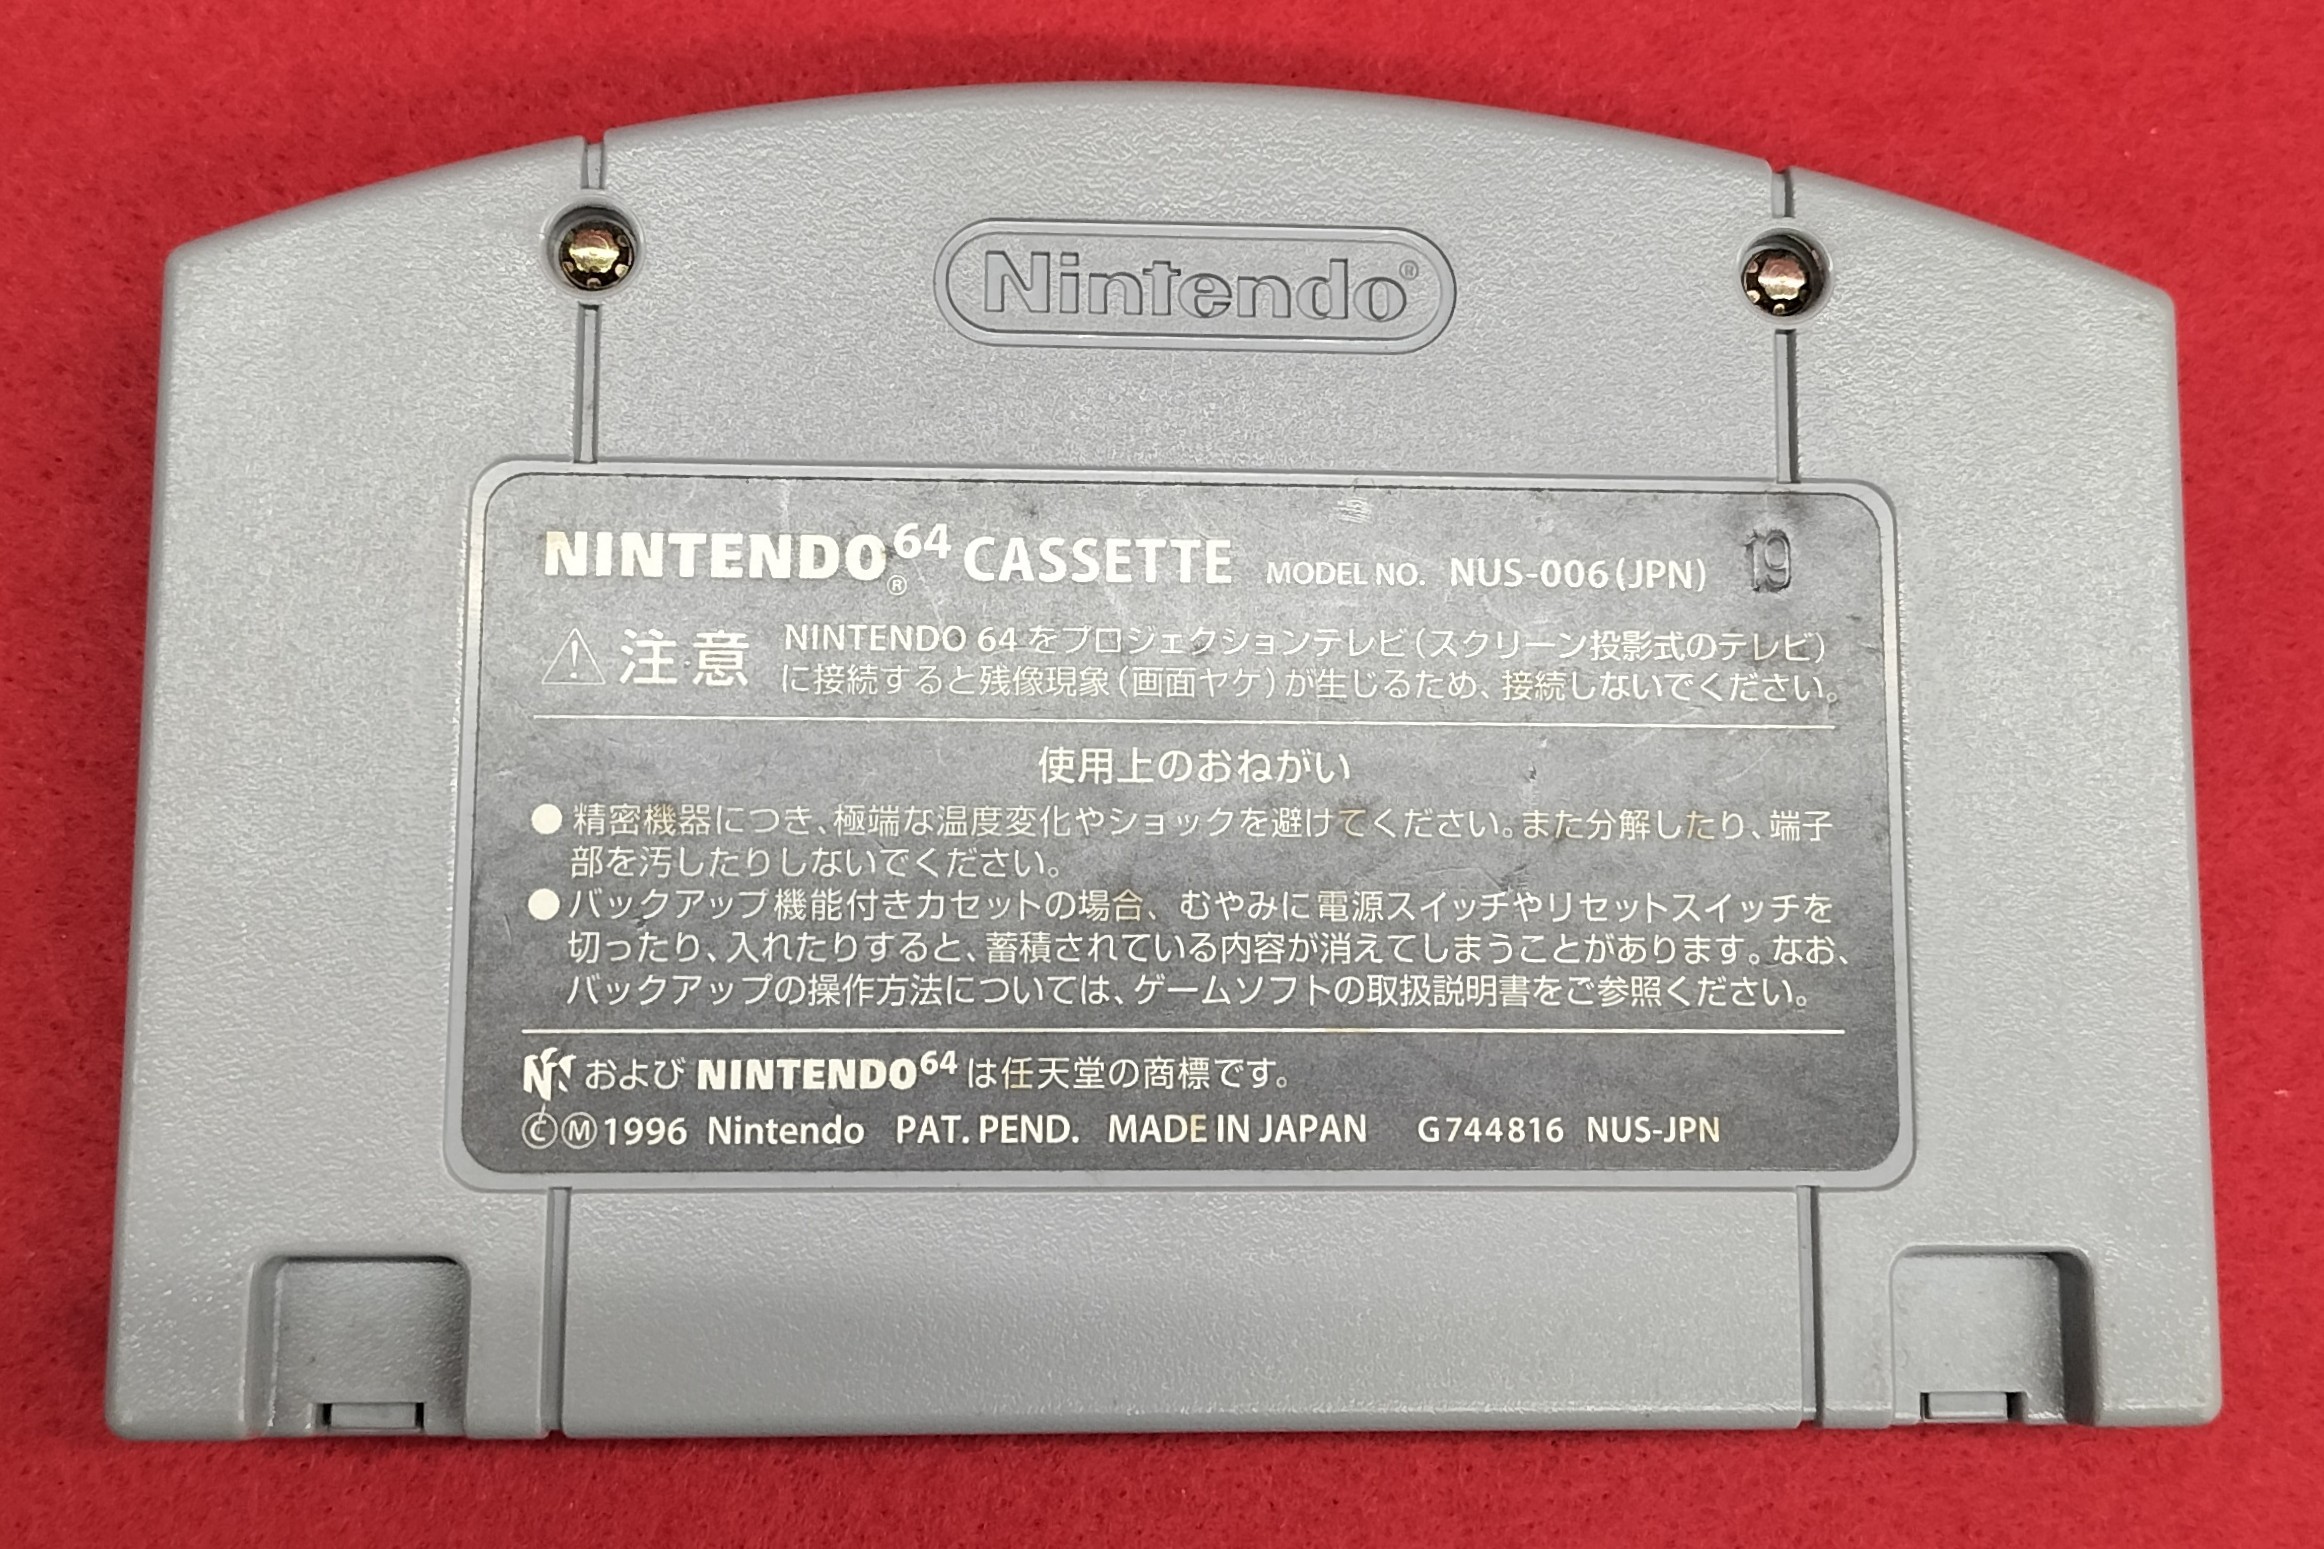 Nintendo®
NINTENDO64® CASSETTE MODEL NO. NUS-006(JPN) 19
注意 NINTENDO 64をプロジェクションテレビ(スクリーン投影式のテレビ)
に接続すると残像現象(画面ヤケ)が生じるため、接続しないでください。
使用上のおねがい
●精密機器につき、極端な温度変化やショックを避けてください。また分解したり、端子
部を汚したりしないでください。
●バックアップ機能付きカセットの場合、むやみに電源スイッチやリセットスイッチを
切ったり、入れたりすると、蓄積されている内容が消えてしまうことがあります。なお、
バックアップの操作方法については、ゲームソフトの取扱説明書をご参照ください。
および NINTENDO64 は任天堂の商標です。
ⒸⓂ1996 Nintendo PAT. PEND. MADE IN JAPAN G744816 NUS-JPN